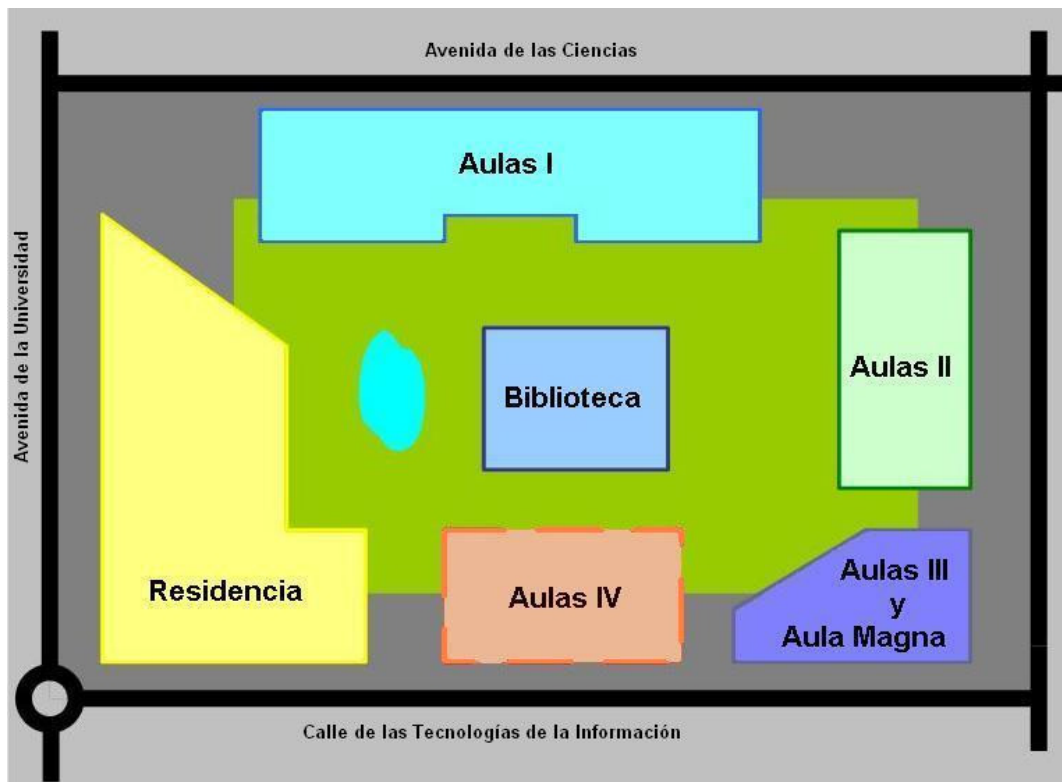 Avenida de las Ciencias
Aulas I
Avenida de la Universidad
Aulas II
Biblioteca
Residencia
Aulas IV
Aulas III
y
Aula Magna
Calle de las Tecnologías de la Información